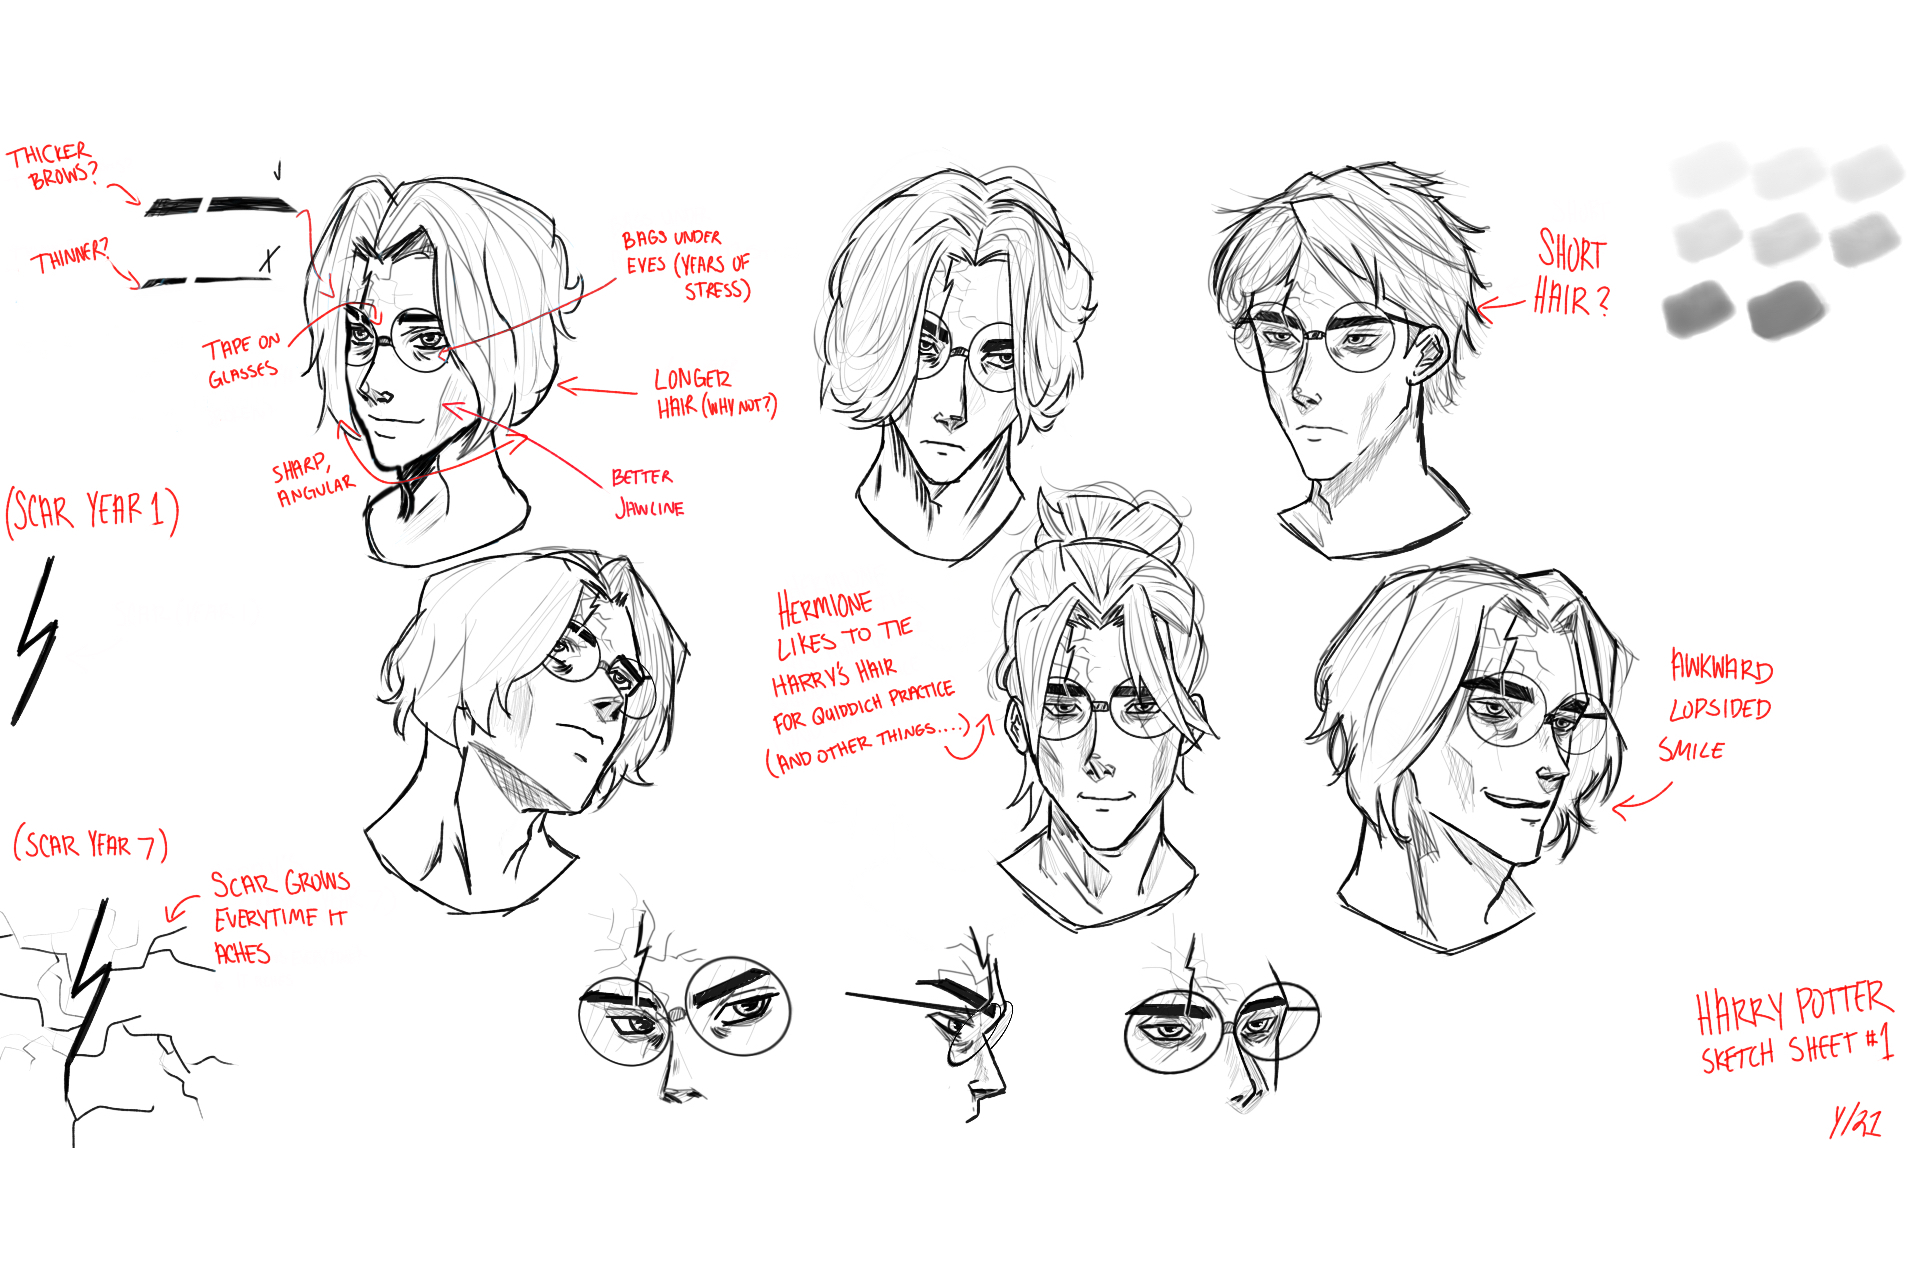 THICKER
BROWS?
THINNER?
TAPE ON
GLASSES
BAGS UNDER
EYES (YEARS OF
STRESS)
LONGER
HAIR (WHY NOT?)
SHARP,
ANGULAR
BETTER
JAWLINE
SHORT
HAIR?
(SCAR YEAR 1)
HERMIONE
LIKES TO TIE
HARRY'S HAIR
FOR QUIDDICH PRACTICE
(AND OTHER THINGS....)
AWKWARD
LOPSIDED
SMILE
(SCAR YEAR 7)
SCAR GROWS
EVERYTIME IT
ACHES
HARRY POTTER
SKETCH SHEET #1
Y/21